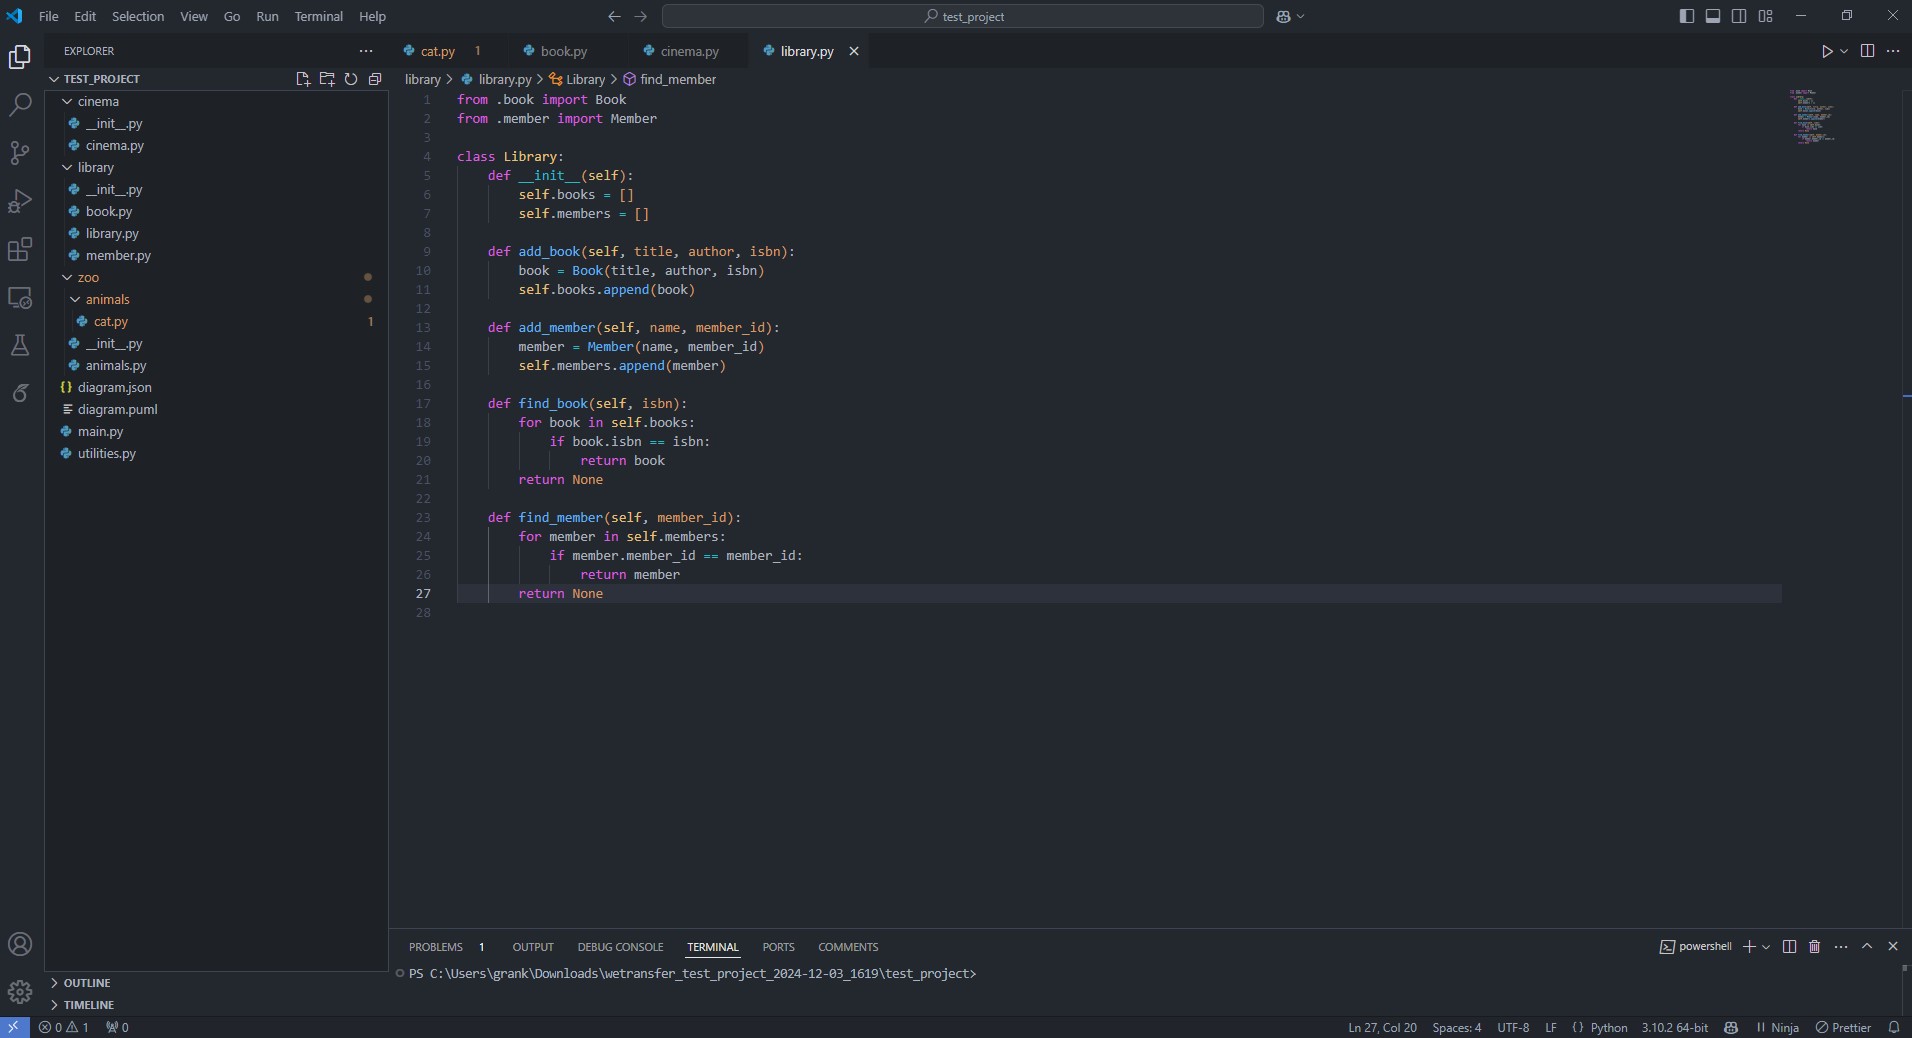 File Edit Selection View Go Run Terminal Help
test_project
EXPLORER
cat.py 1 book.py cinema.py library.py
TEST_PROJECT
library > library.py > Library > find_member
cinema
__init__.py
cinema.py
library
__init__.py
book.py
library.py
member.py
zoo
animals
cat.py 1
__init__.py
animals.py
{} diagram.json
diagram.puml
main.py
utilities.py
1 from .book import Book
2 from .member import Member
3
4 class Library:
5     def __init__(self):
6         self.books = []
7         self.members = []
8
9     def add_book(self, title, author, isbn):
10         book = Book(title, author, isbn)
11         self.books.append(book)
12
13     def add_member(self, name, member_id):
14         member = Member(name, member_id)
15         self.members.append(member)
16
17     def find_book(self, isbn):
18         for book in self.books:
19             if book.isbn == isbn:
20                 return book
21         return None
22
23     def find_member(self, member_id):
24         for member in self.members:
25             if member.member_id == member_id:
26                 return member
27         return None
28
PROBLEMS 1 OUTPUT DEBUG CONSOLE TERMINAL PORTS COMMENTS powershell
PS C:\Users\grank\Downloads\wetransfer_test_project_2024-12-03_1619\test_project>
OUTLINE
TIMELINE
0 1 0 Ln 27, Col 20 Spaces: 4 UTF-8 LF {} Python 3.10.2 64-bit Ninja Prettier